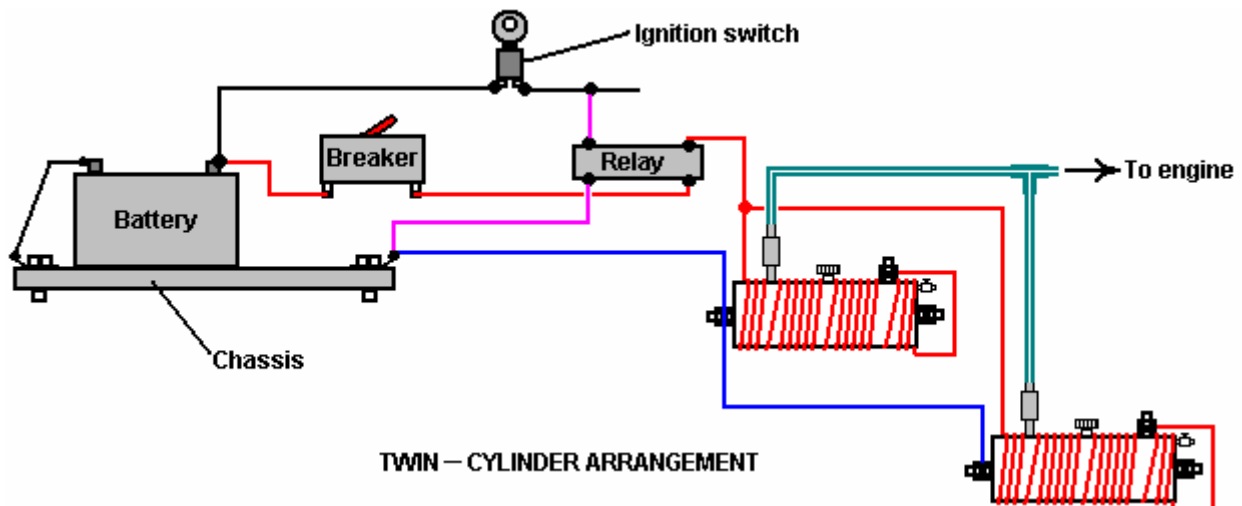 Ignition switch
Breaker
Relay
To engine
Battery
Chassis
TWIN – CYLINDER ARRANGEMENT